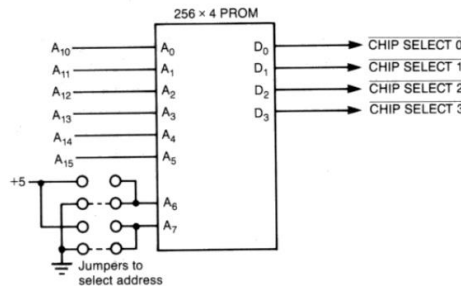 256 × 4 PROM
A10 A0 D0 CHIP SELECT 0
A11 A1 D1 CHIP SELECT 1
A12 A2 D2 CHIP SELECT 2
A13 A3 D3 CHIP SELECT 3
A14 A4
A15 A5
+5
A6
A7
Jumpers to
select address